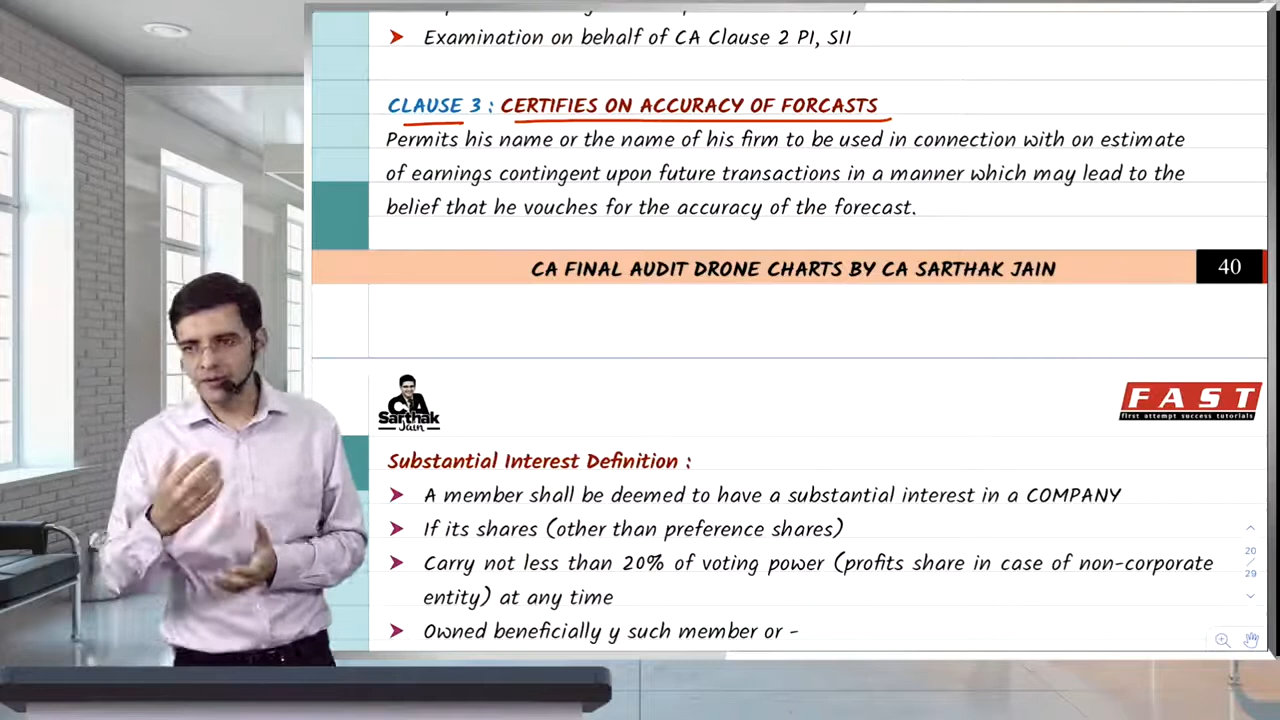 Examination on behalf of CA Clause 2 PI, SII
CLAUSE 3 : CERTIFIES ON ACCURACY OF FORCASTS
Permits his name or the name of his firm to be used in connection with on estimate
of earnings contingent upon future transactions in a manner which may lead to the
belief that he vouches for the accuracy of the forecast.
CA FINAL AUDIT DRONE CHARTS BY CA SARTHAK JAIN 40
CA
Sarthak
Jain
FAST
first attempt success tutorials
Substantial Interest Definition :
A member shall be deemed to have a substantial interest in a COMPANY
If its shares (other than preference shares)
Carry not less than 20% of voting power (profits share in case of non-corporate
entity) at any time
Owned beneficially y such member or -
20
29